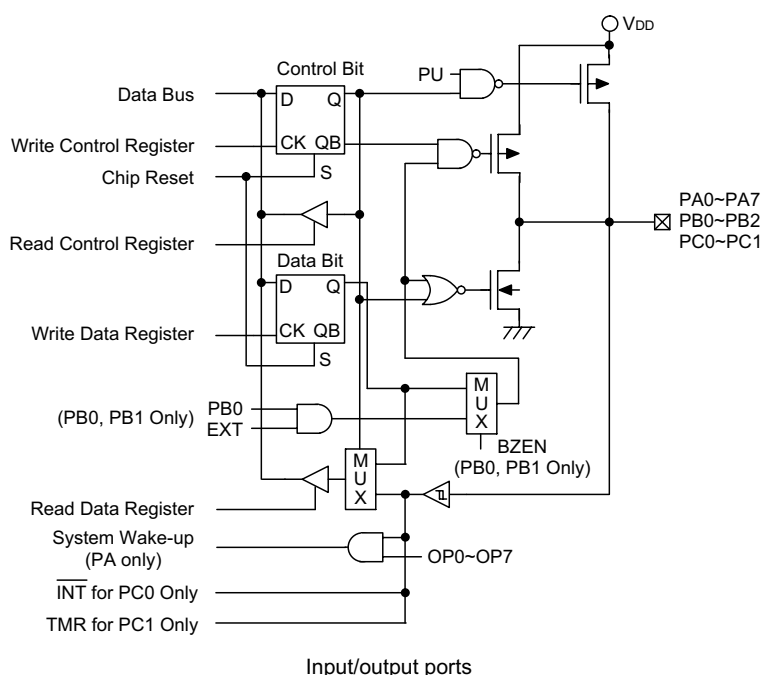 VDD
Control Bit
PU
Data Bus
D Q
Write Control Register
CK QB
Chip Reset
S
PA0~PA7
PB0~PB2
PC0~PC1
Read Control Register
Data Bit
D Q
Write Data Register
CK QB
S
M
U
X
(PB0, PB1 Only)
PB0
EXT
BZEN
(PB0, PB1 Only)
M
U
X
Read Data Register
System Wake-up
(PA only)
OP0~OP7
INT for PC0 Only
TMR for PC1 Only
Input/output ports